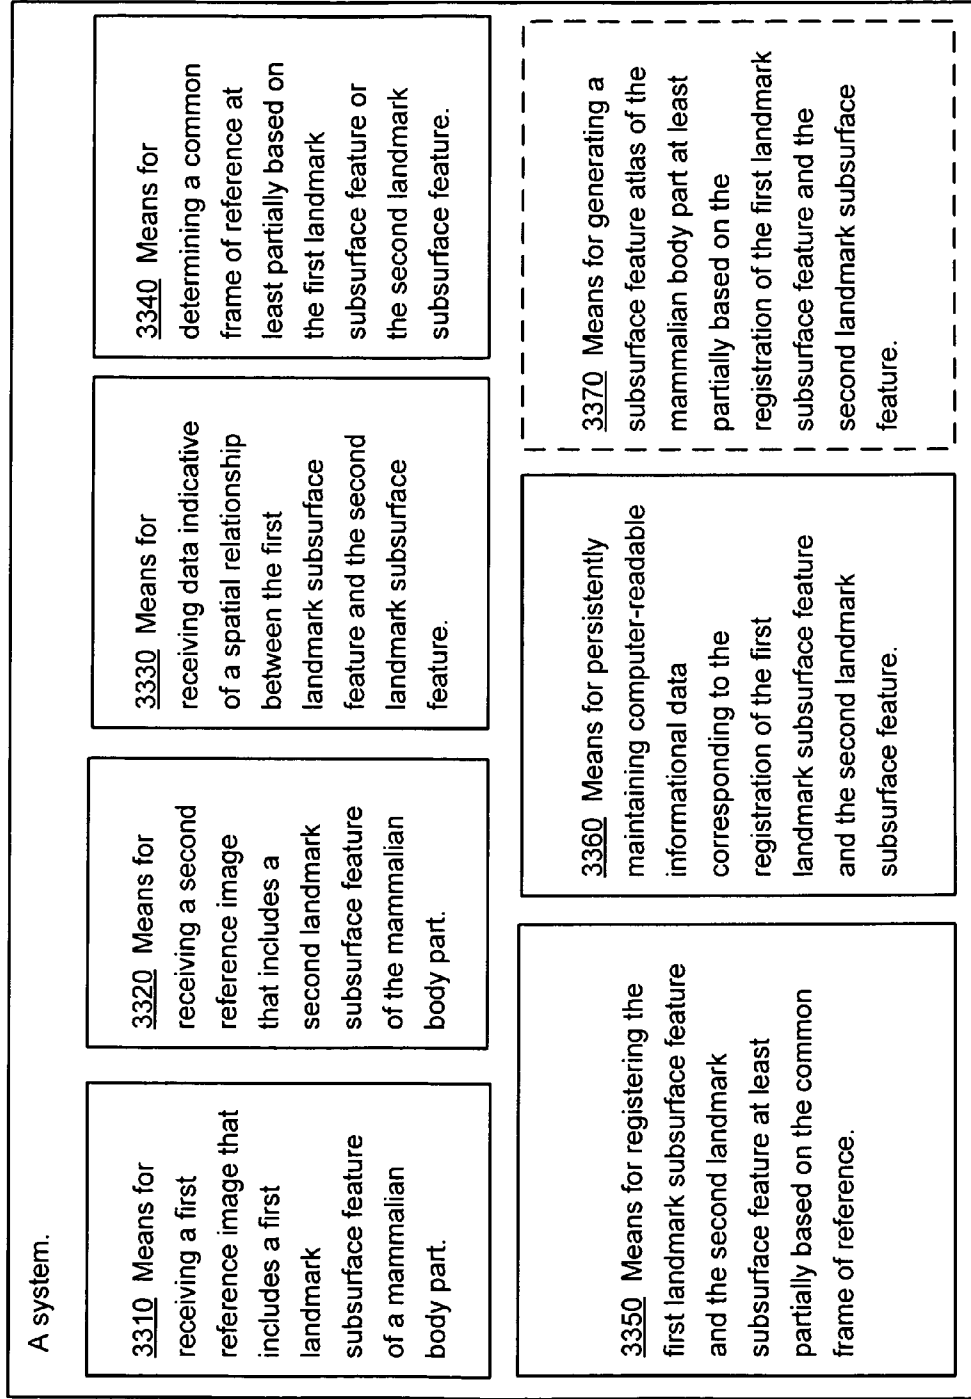 A system.
3310 Means for
receiving a first
reference image that
includes a first
landmark
subsurface feature
of a mammalian
body part.
3320 Means for
receiving a second
reference image
that includes a
second landmark
subsurface feature
of the mammalian
body part.
3330 Means for
receiving data indicative
of a spatial relationship
between the first
landmark subsurface
feature and the second
landmark subsurface
feature.
3340 Means for
determining a common
frame of reference at
least partially based on
the first landmark
subsurface feature or
the second landmark
subsurface feature.
3350 Means for registering the
first landmark subsurface feature
and the second landmark
subsurface feature at least
partially based on the common
frame of reference.
3360 Means for persistently
maintaining computer-readable
informational data
corresponding to the
registration of the first
landmark subsurface feature
and the second landmark
subsurface feature.
3370 Means for generating a
subsurface feature atlas of the
mammalian body part at least
partially based on the
registration of the first landmark
subsurface feature and the
second landmark subsurface
feature.